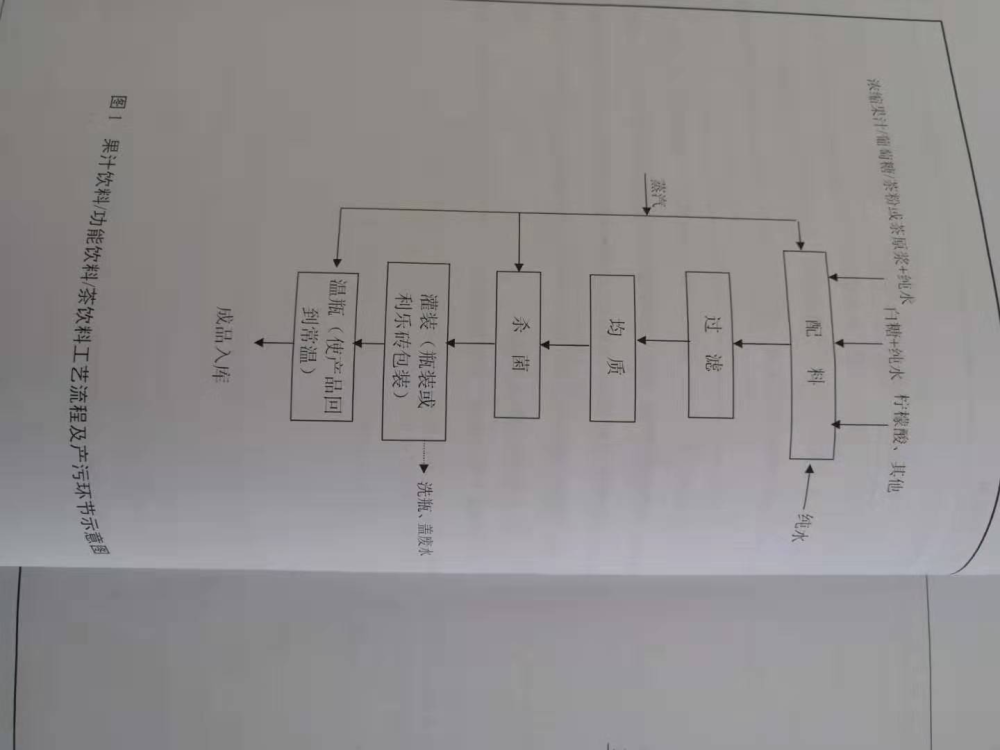 浓缩果汁/葡萄糖/茶粉或茶原浆+纯水 白糖+纯水 柠檬酸、其他
纯水
配 料
蒸汽
过 滤
均 质
杀 菌
灌装(瓶装或
利乐砖包装)
洗瓶、盖废水
温瓶(使产品回
到常温)
成品入库
图1 果汁饮料/功能饮料/茶饮料工艺流程及产污环节示意图